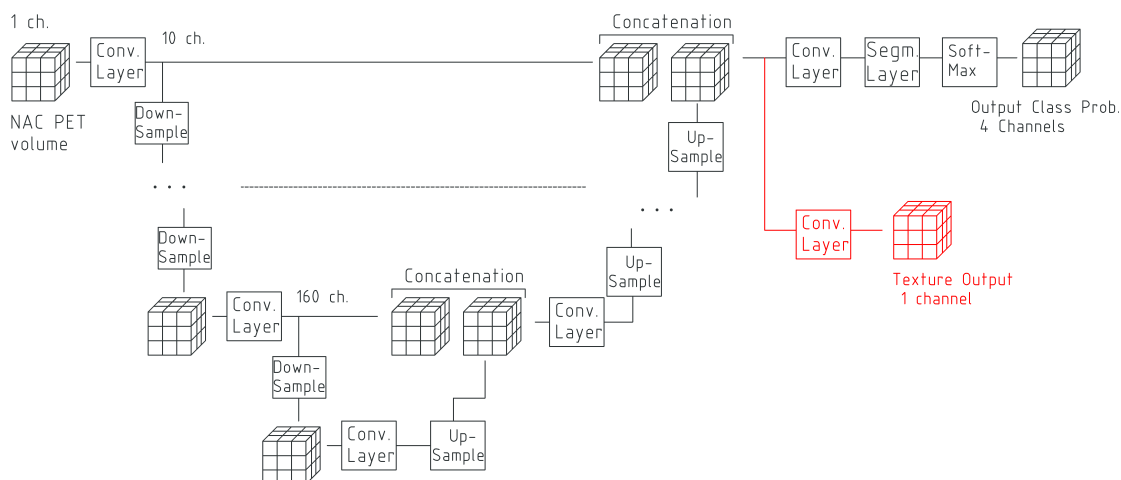 1 ch.
10 ch.
Concatenation
Conv.
Layer
Conv.
Layer
Segm.
Layer
Soft-
Max
NAC PET
volume
Down-
Sample
Up-
Sample
Output Class Prob.
4 Channels
. . .
. . .
Down-
Sample
Up-
Sample
Conv.
Layer
Texture Output
1 channel
Concatenation
160 ch.
Conv.
Layer
Conv.
Layer
Down-
Sample
Conv.
Layer
Up-
Sample